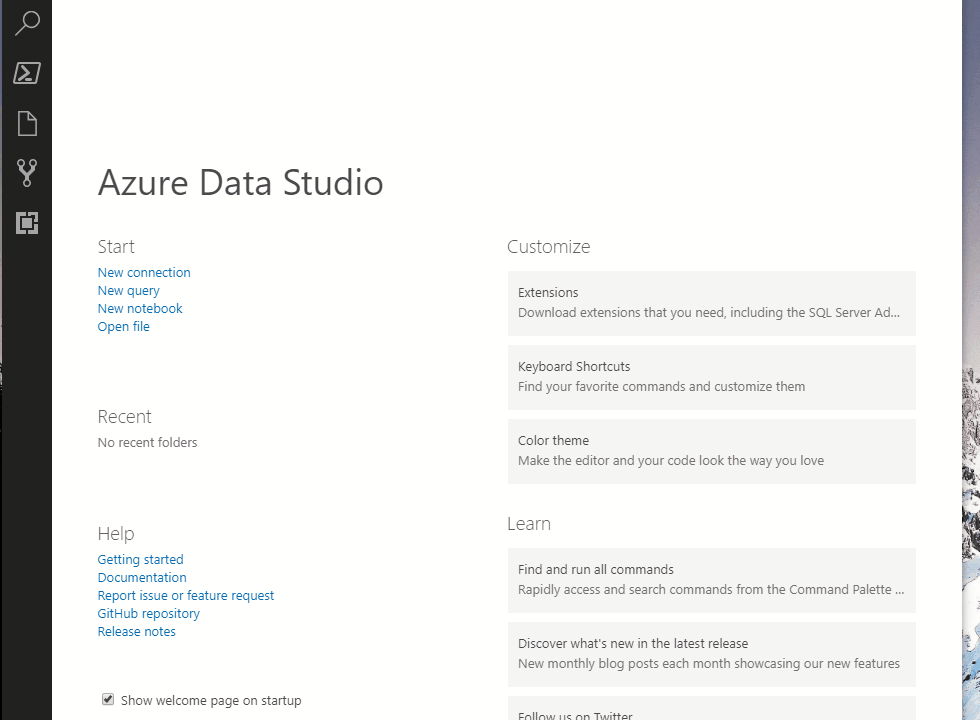 Azure Data Studio
Start
New connection
New query
New notebook
Open file
Recent
No recent folders
Help
Getting started
Documentation
Report issue or feature request
GitHub repository
Release notes
Show welcome page on startup
Customize
Extensions
Download extensions that you need, including the SQL Server Ad...
Keyboard Shortcuts
Find your favorite commands and customize them
Color theme
Make the editor and your code look the way you love
Learn
Find and run all commands
Rapidly access and search commands from the Command Palette ...
Discover what's new in the latest release
New monthly blog posts each month showcasing our new features
Follow us on Twitter